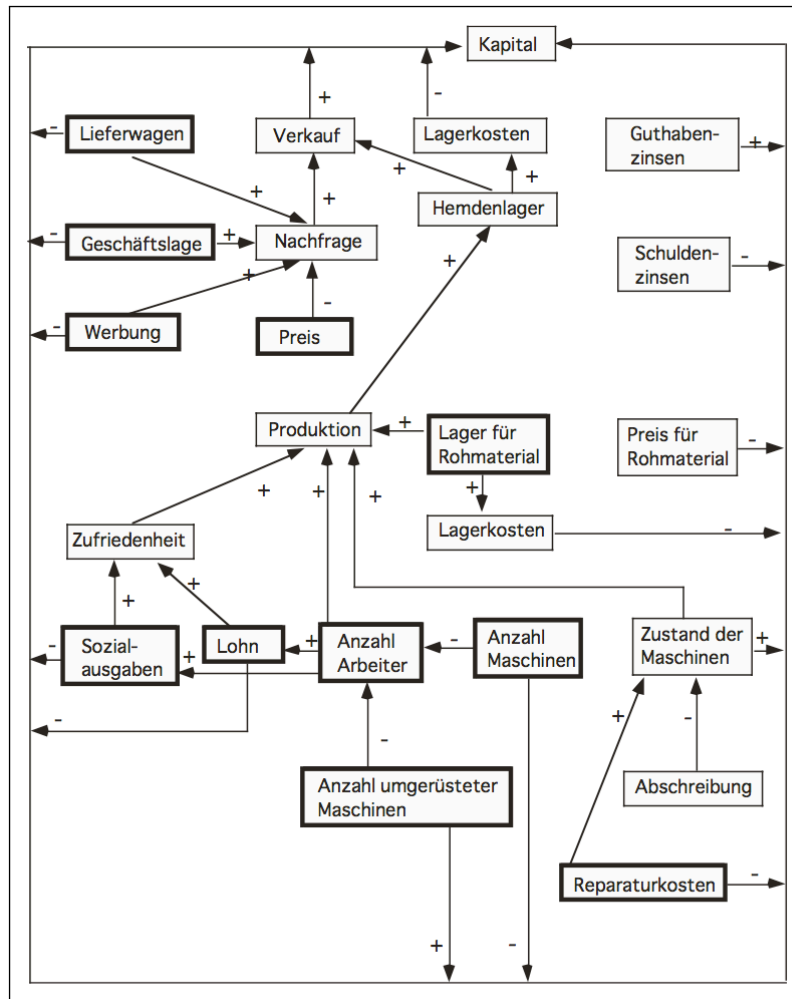 Kapital
+
-
-
Lieferwagen
Verkauf
Lagerkosten
Guthaben-
zinsen
+
+
+
+
+
Hemdenlager
-
Geschäftslage
+
Nachfrage
Schulden-
zinsen
-
+
+
-
-
Werbung
Preis
Produktion
+
Lager für
Rohmaterial
Preis für
Rohmaterial
-
+
+
+
+
Zufriedenheit
Lagerkosten
-
+
+
-
Sozial-
ausgaben
+
Lohn
+
Anzahl
Arbeiter
-
Anzahl
Maschinen
Zustand der
Maschinen
+
-
-
+
-
Anzahl umgerüsteter
Maschinen
Abschreibung
Reparaturkosten
-
+
-